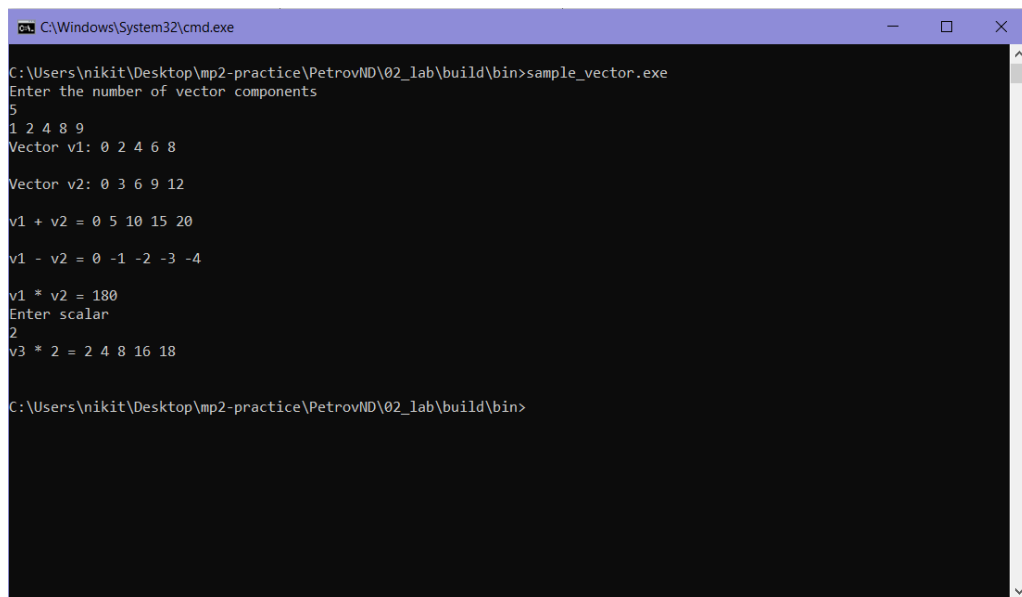 C:\Windows\System32\cmd.exe
C:\Users\nikit\Desktop\mp2-practice\PetrovND\02_lab\build\bin>sample_vector.exe
Enter the number of vector components
5
1 2 4 8 9
Vector v1: 0 2 4 6 8
Vector v2: 0 3 6 9 12
v1 + v2 = 0 5 10 15 20
v1 - v2 = 0 -1 -2 -3 -4
v1 * v2 = 180
Enter scalar
2
v3 * 2 = 2 4 8 16 18
C:\Users\nikit\Desktop\mp2-practice\PetrovND\02_lab\build\bin>